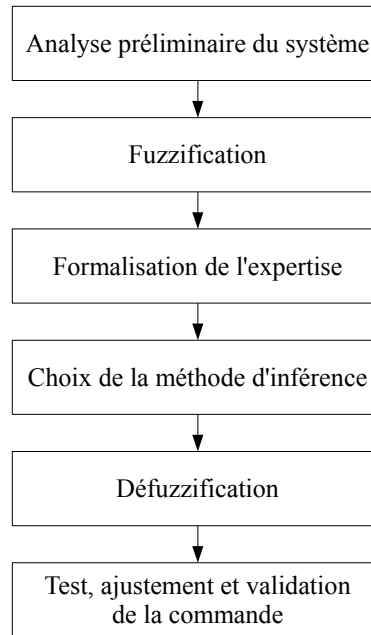 Analyse préliminaire du système
Fuzzification
Formalisation de l'expertise
Choix de la méthode d'inférence
Défuzzification
Test, ajustement et validation
de la commande